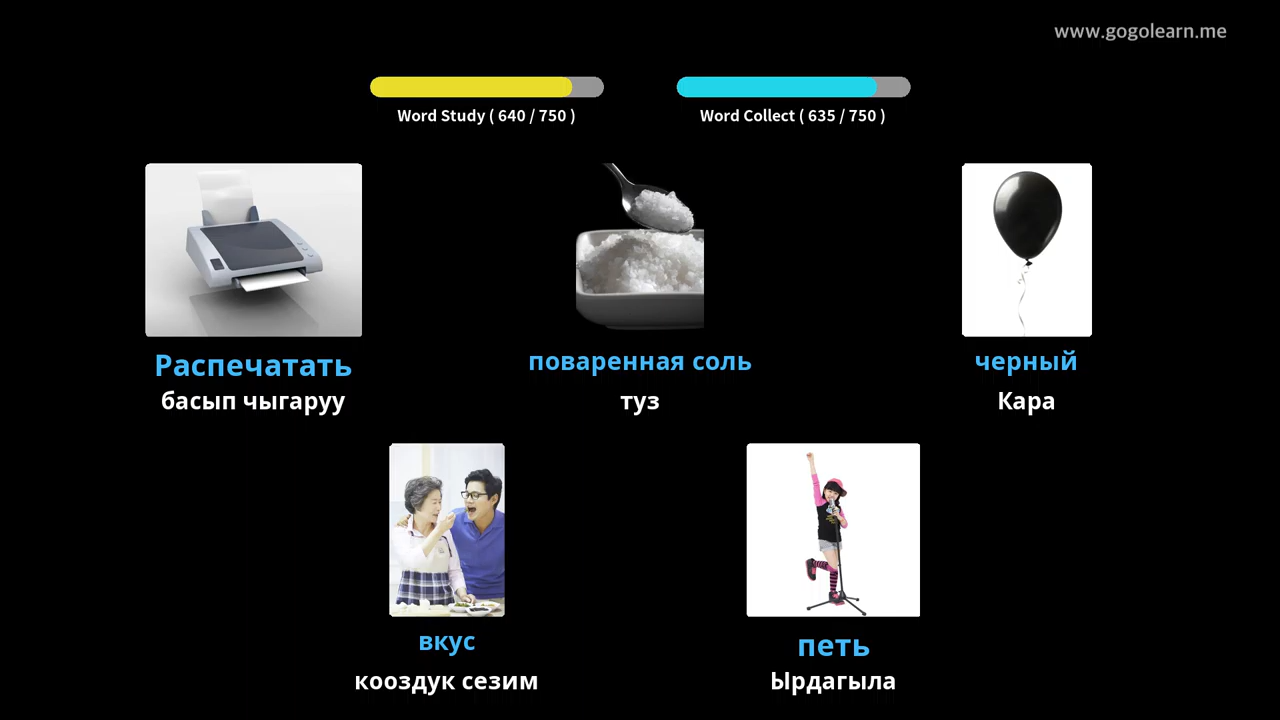 www.gogolearn.me
Word Study ( 640 / 750 )
Word Collect ( 635 / 750 )
Распечатать
басып чыгаруу
поваренная соль
туз
черный
Кара
вкус
кооздук сезим
петь
Ырдагыла